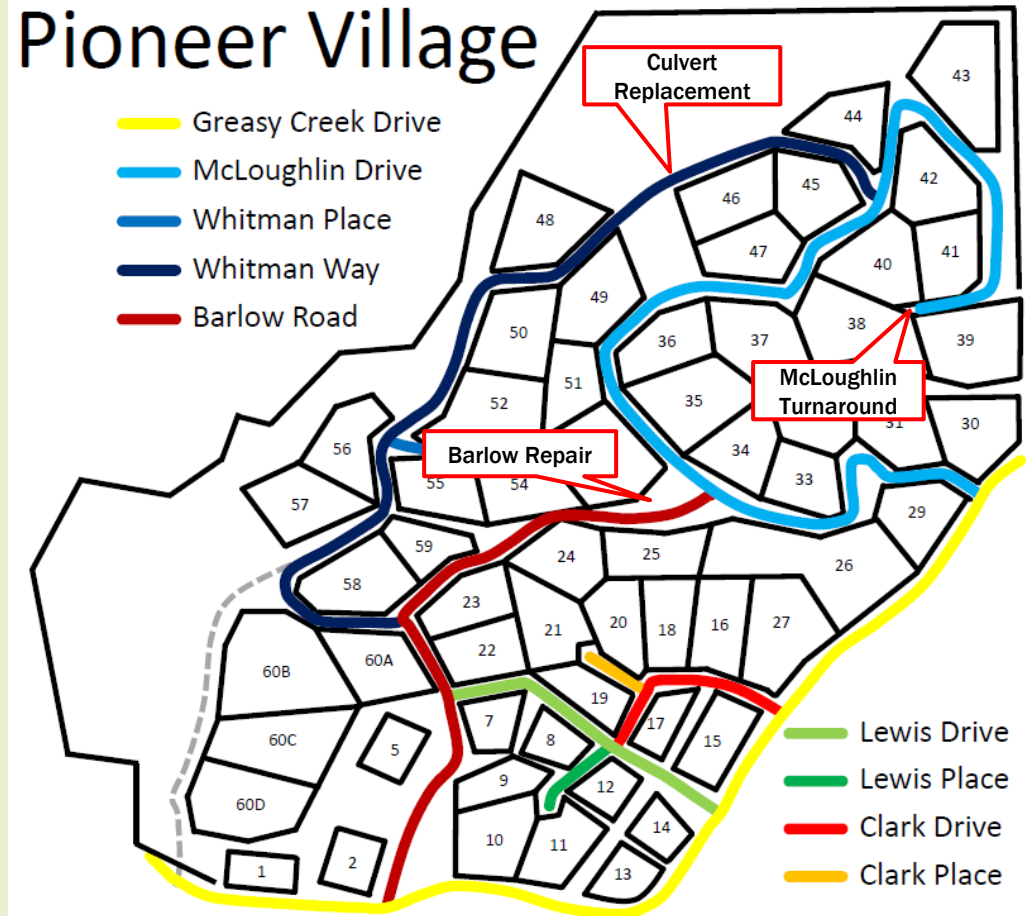 Pioneer Village
Culvert
Replacement
Greasy Creek Drive
McLoughlin Drive
Whitman Place
Whitman Way
Barlow Road
43
44
42
45
46
48
47
41
40
49
38
50
36
37
39
51
35
52
McLoughlin
Turnaround
31
30
34
56
Barlow Repair
33
55
54
57
29
59
24
25
26
58
23
21
20
18
16
27
22
60A
60B
19
7
17
8
15
60C
5
Lewis Drive
9
12
Lewis Place
60D
14
Clark Drive
10
11
2
1
13
Clark Place